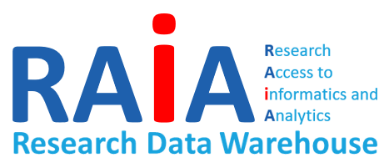 RAiA
Research
Access to
informatics and
Analytics
Research Data Warehouse